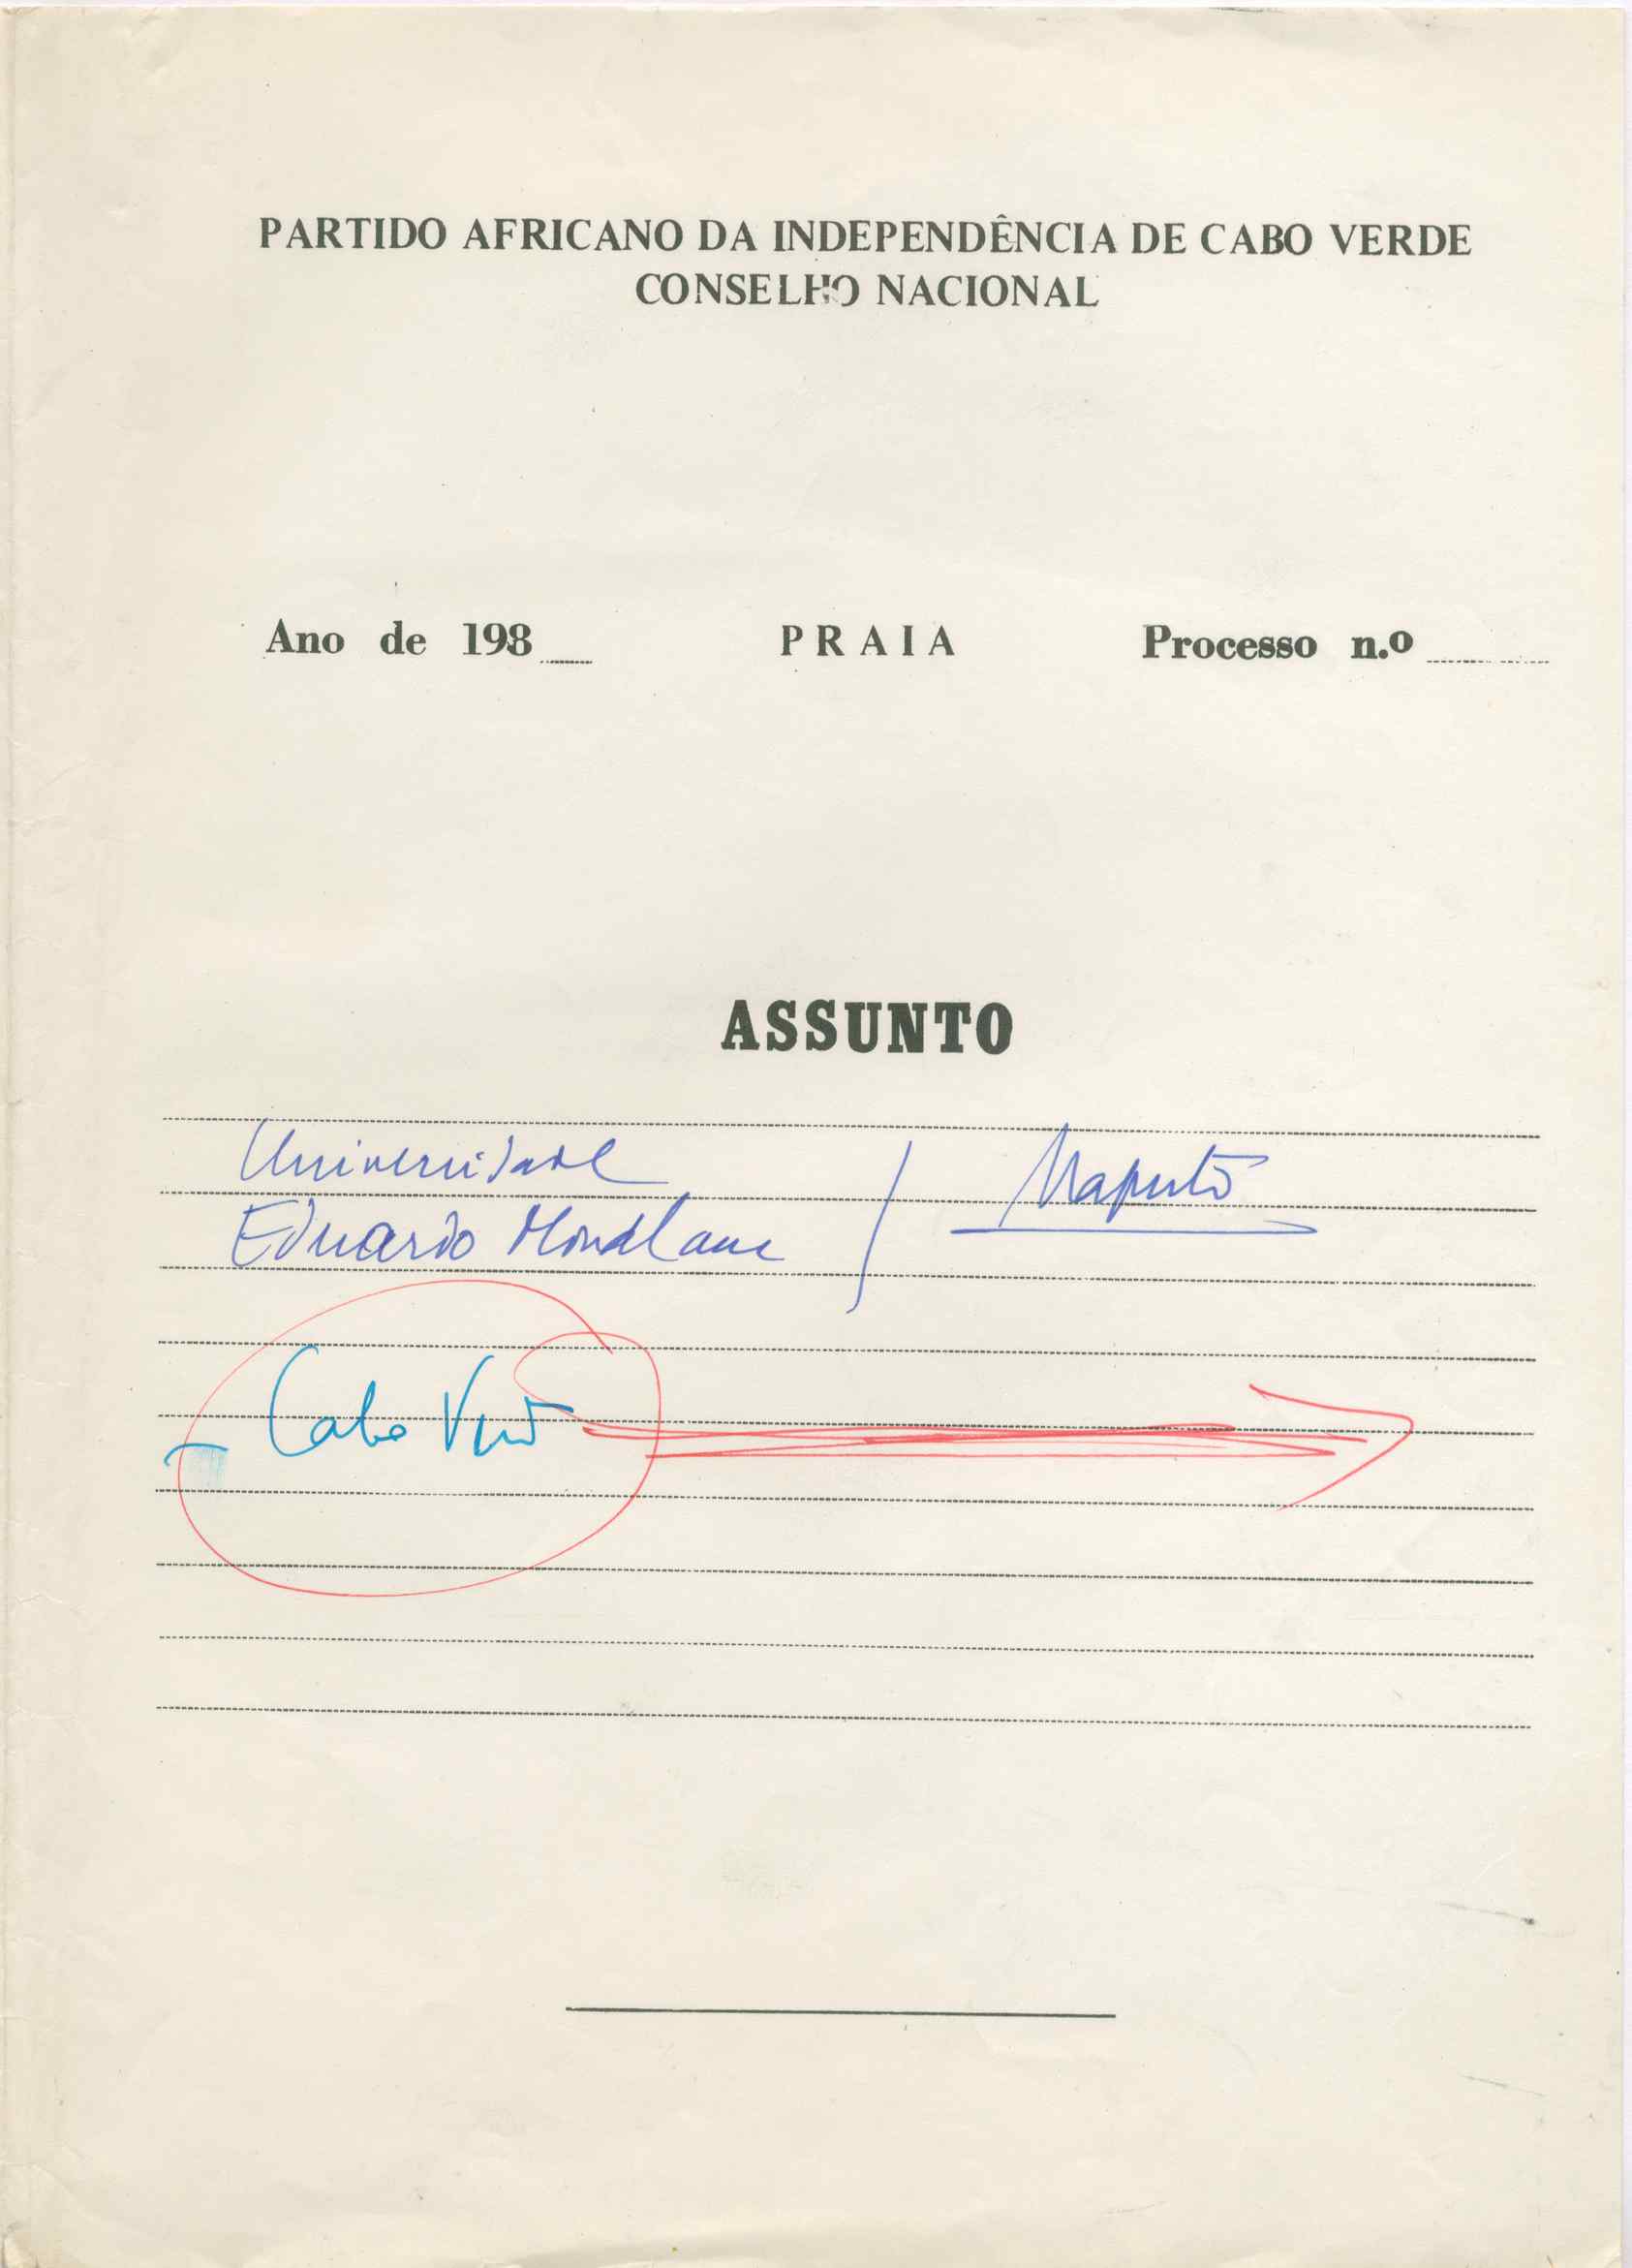 PARTIDO AFRICANO DA INDEPENDÊNCIA DE CABO VERDE
CONSELHO NACIONAL
Ano de 198 PRAIA Processo n.º
ASSUNTO
Universidade
Eduardo Mondlane / Maputo
Cabo Verde